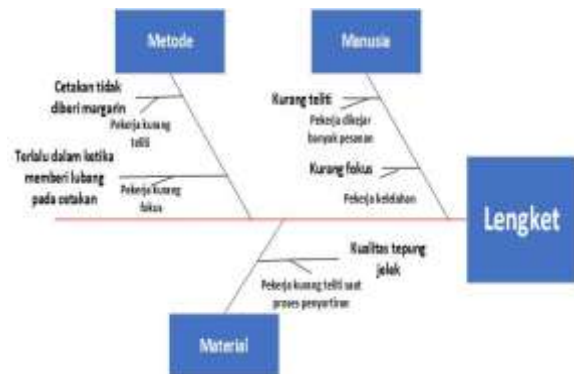 Metode
Manusia
Cetakan tidak
diberi margarin
Pekerja kurang
teliti
Terlalu dalam ketika
memberi lubang
pada cetakan
Pekerja kurang
fokus
Kurang teliti
Pekerja dikejar
banyak pesanan
Kurang fokus
Pekerja kelelahan
Lengket
Kualitas tepung
jelek
Pekerja kurang teliti saat
proses penyortiran
Material